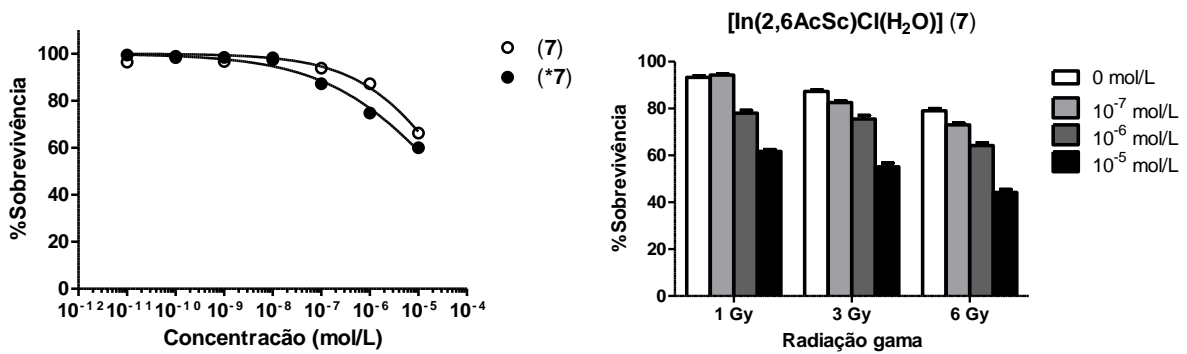 100
80
60
40
20
0
%Sobrevivência
10⁻¹² 10⁻¹¹ 10⁻¹⁰ 10⁻⁹ 10⁻⁸ 10⁻⁷ 10⁻⁶ 10⁻⁵ 10⁻⁴
Concentracão (mol/L)
(7)
(*7)
[In(2,6AcSc)Cl(H₂O)] (7)
100
80
60
40
20
0
%Sobrevivência
1 Gy 3 Gy 6 Gy
Radiação gama
0 mol/L
10⁻⁷ mol/L
10⁻⁶ mol/L
10⁻⁵ mol/L